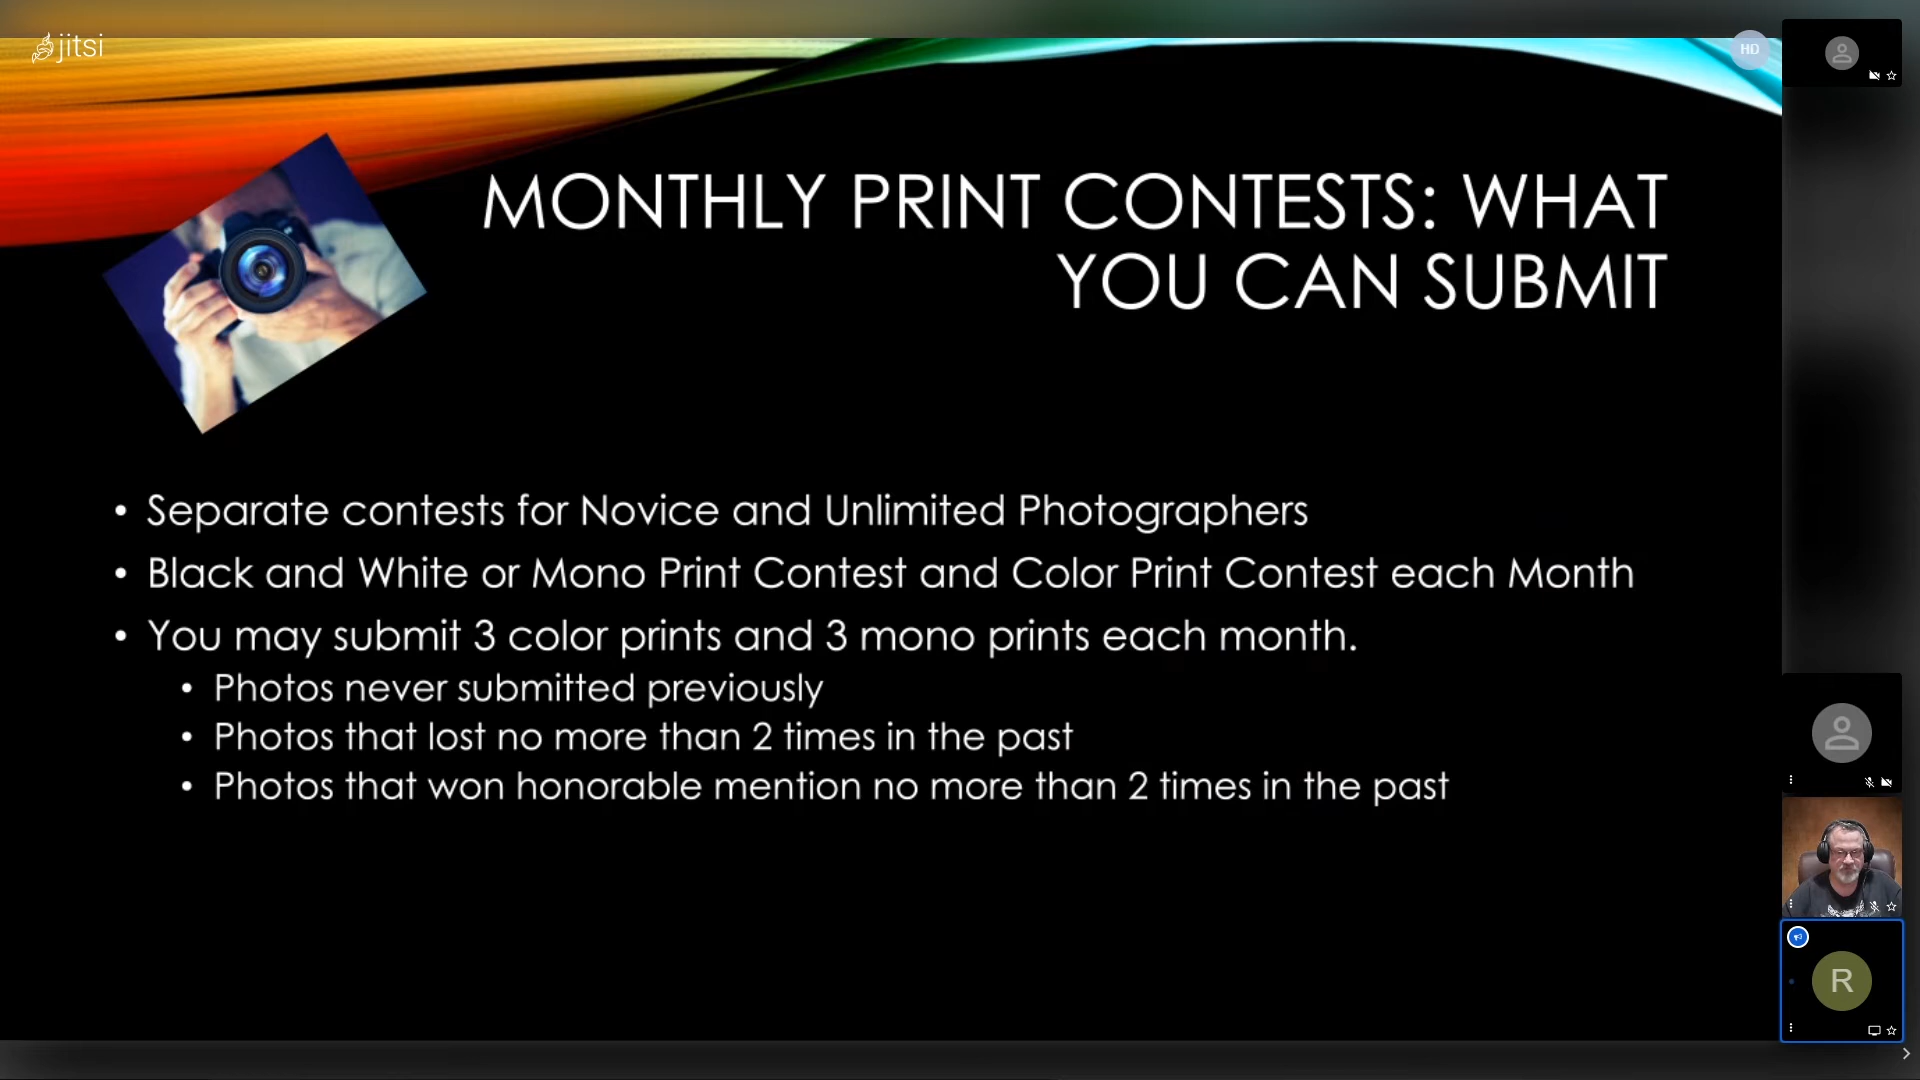 jitsi
HD
MONTHLY PRINT CONTESTS: WHAT
YOU CAN SUBMIT
• Separate contests for Novice and Unlimited Photographers
• Black and White or Mono Print Contest and Color Print Contest each Month
• You may submit 3 color prints and 3 mono prints each month.
• Photos never submitted previously
• Photos that lost no more than 2 times in the past
• Photos that won honorable mention no more than 2 times in the past
R